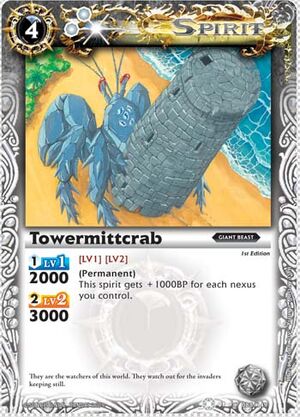 4
SPIRIT
Towermittcrab
GIANT BEAST
1st Edition
1 LV1
2000
[LV1] [LV2]
(Permanent)
This spirit gets +1000BP for each nexus
you control.
2 LV2
3000
They are the watchers of this world. They watch out for the invaders
keeping still.